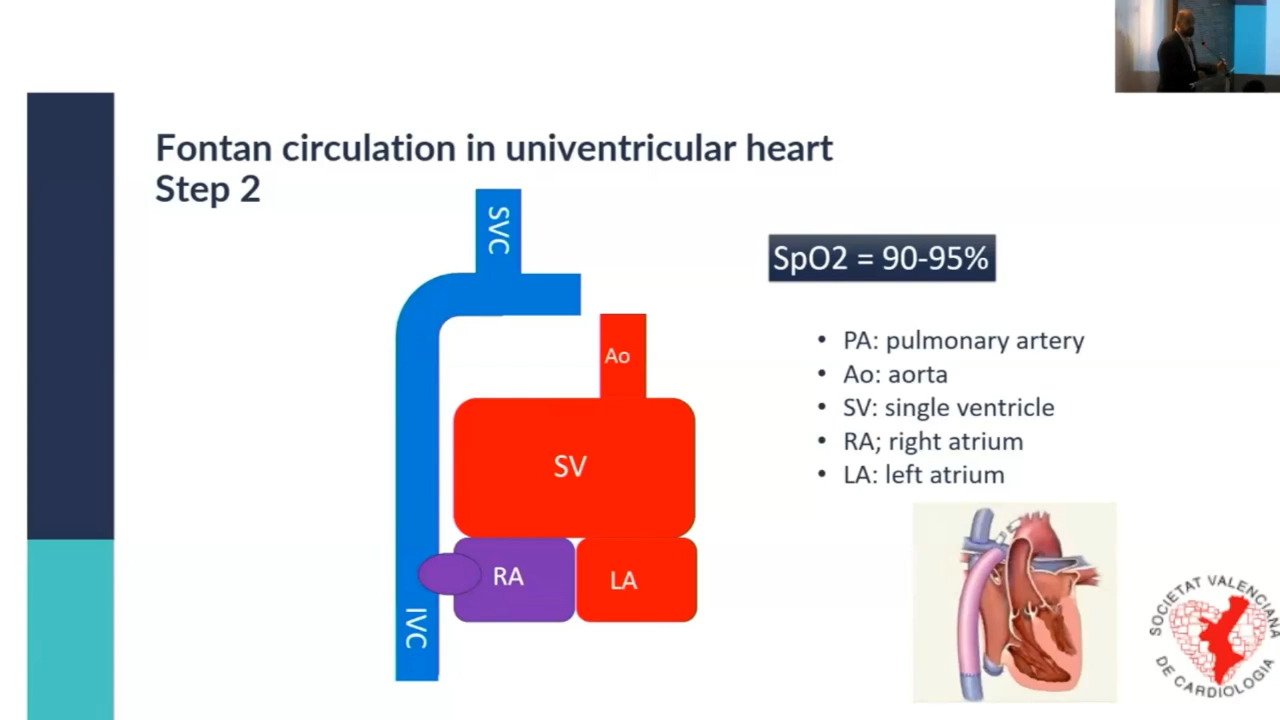 Fontan circulation in univentricular heart
Step 2
SVC
SpO2 = 90-95%
Ao
SV
RA
LA
IVC
• PA: pulmonary artery
• Ao: aorta
• SV: single ventricle
• RA; right atrium
• LA: left atrium
SOCIETAT VALENCIANA
DE CARDIOLOGIA